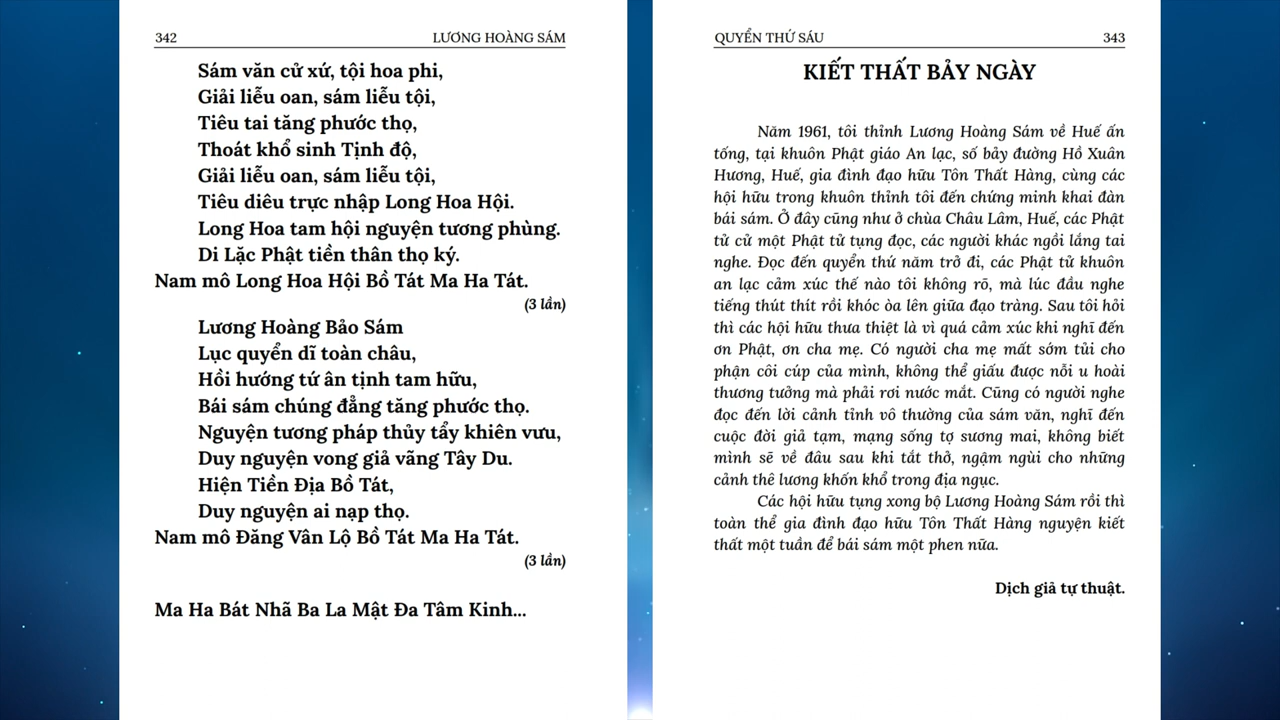 342 LƯƠNG HOÀNG SÁM
Sám văn cử xứ, tội hoa phi,
Giải liễu oan, sám liễu tội,
Tiêu tai tăng phước thọ,
Thoát khổ sinh Tịnh độ,
Giải liễu oan, sám liễu tội,
Tiêu diêu trực nhập Long Hoa Hội.
Long Hoa tam hội nguyện tương phùng.
Di Lặc Phật tiền thân thọ ký.
Nam mô Long Hoa Hội Bồ Tát Ma Ha Tát.
(3 lần)
Lương Hoàng Bảo Sám
Lục quyển dĩ toàn châu,
Hồi hướng tứ ân tịnh tam hữu,
Bái sám chúng đẳng tăng phước thọ.
Nguyện tương pháp thủy tẩy khiên vưu,
Duy nguyện vong giả vãng Tây Du.
Hiện Tiền Địa Bồ Tát,
Duy nguyện ai nạp thọ.
Nam mô Đăng Vân Lộ Bồ Tát Ma Ha Tát.
(3 lần)
Ma Ha Bát Nhã Ba La Mật Đa Tâm Kinh...
QUYỂN THỨ SÁU 343
KIẾT THẤT BẢY NGÀY
Năm 1961, tôi thỉnh Lương Hoàng Sám về Huế ấn
tống, tại khuôn Phật giáo An lạc, số bảy đường Hồ Xuân
Hương, Huế, gia đình đạo hữu Tôn Thất Hàng, cùng các
hội hữu trong khuôn thỉnh tôi đến chứng minh khai đàn
bái sám. Ở đây cũng như ở chùa Châu Lâm, Huế, các Phật
tử cử một Phật tử tụng đọc, các người khác ngồi lắng tai
nghe. Đọc đến quyển thứ năm trở đi, các Phật tử khuôn
an lạc cảm xúc thế nào tôi không rõ, mà lúc đầu nghe
tiếng thút thít rồi khóc òa lên giữa đạo tràng. Sau tôi hỏi
thì các hội hữu thưa thiệt là vì quá cảm xúc khi nghĩ đến
ơn Phật, ơn cha mẹ. Có người cha mẹ mất sớm tủi cho
phận côi cúp của mình, không thể giấu được nỗi u hoài
thương tưởng mà phải rơi nước mắt. Cũng có người nghe
đọc đến lời cảnh tỉnh vô thường của sám văn, nghĩ đến
cuộc đời giả tạm, mạng sống tợ sương mai, không biết
mình sẽ về đâu sau khi tắt thở, ngậm ngùi cho những
cảnh thê lương khốn khổ trong địa ngục.
Các hội hữu tụng xong bộ Lương Hoàng Sám rồi thì
toàn thể gia đình đạo hữu Tôn Thất Hàng nguyện kiết
thất một tuần để bái sám một phen nữa.
Dịch giả tự thuật.